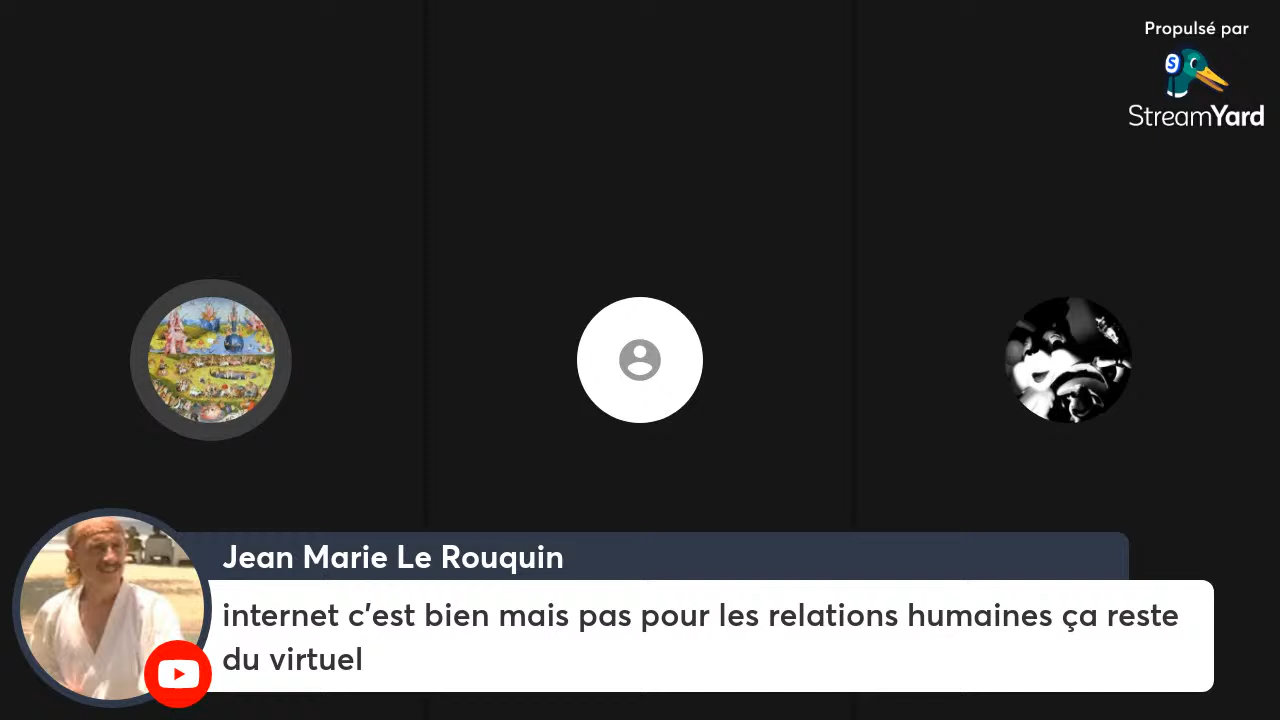 Propulsé par
S
StreamYard
Jean Marie Le Rouquin
internet c'est bien mais pas pour les relations humaines ça reste
du virtuel